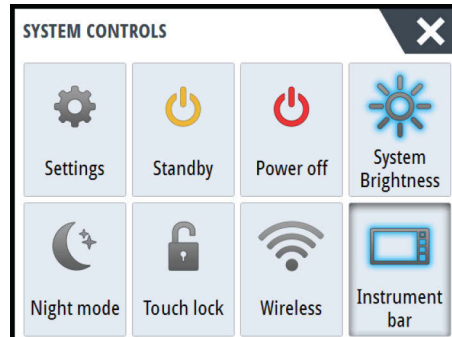 SYSTEM CONTROLS
Settings
Standby
Power off
System
Brightness
Night mode
Touch lock
Wireless
Instrument
bar